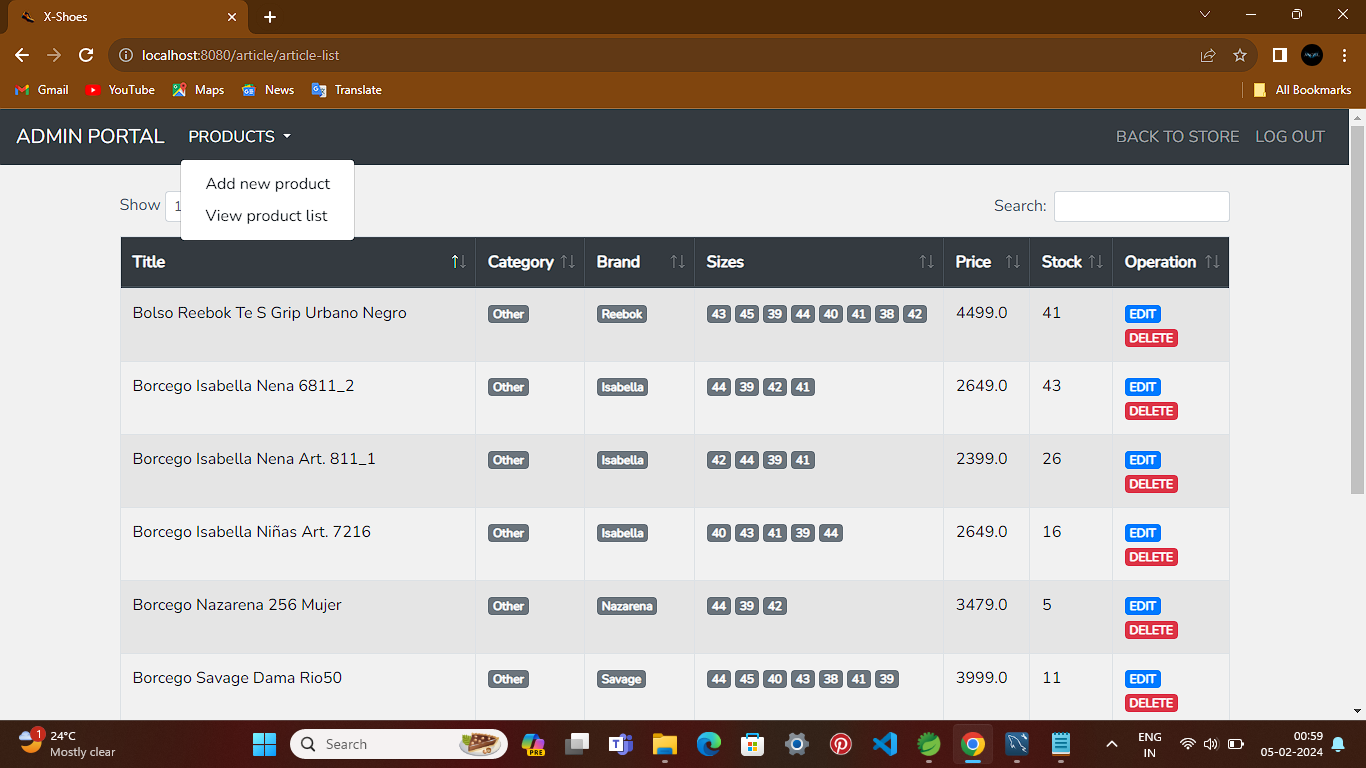 X-Shoes
localhost:8080/article/article-list
Gmail YouTube Maps News Translate All Bookmarks
ADMIN PORTAL PRODUCTS BACK TO STORE LOG OUT
Add new product
View product list
Show 1 Search:
Title Category Brand Sizes Price Stock Operation
Bolso Reebok Te S Grip Urbano Negro Other Reebok 43 45 39 44 40 41 38 42 4499.0 41 EDIT
DELETE
Borcego Isabella Nena 6811_2 Other Isabella 44 39 42 41 2649.0 43 EDIT
DELETE
Borcego Isabella Nena Art. 811_1 Other Isabella 42 44 39 41 2399.0 26 EDIT
DELETE
Borcego Isabella Niñas Art. 7216 Other Isabella 40 43 41 39 44 2649.0 16 EDIT
DELETE
Borcego Nazarena 256 Mujer Other Nazarena 44 39 42 3479.0 5 EDIT
DELETE
Borcego Savage Dama Rio50 Other Savage 44 45 40 43 38 41 39 3999.0 11 EDIT
DELETE
1 24°C
Mostly clear
Search
PRE
ENG
IN
00:59
05-02-2024